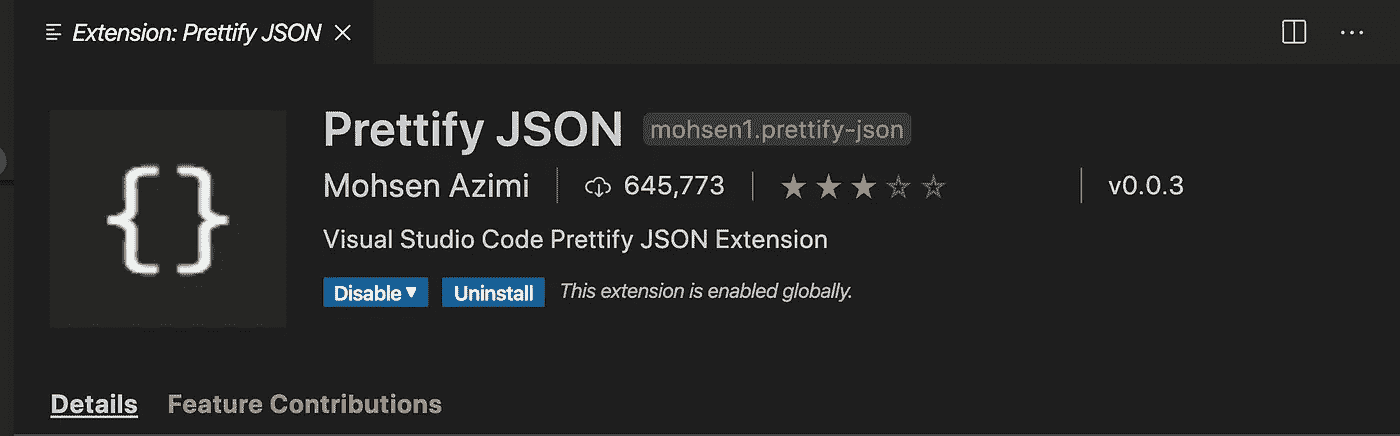 Extension: Prettify JSON
{}
Prettify JSON mohsen1.prettify-json
Mohsen Azimi 645,773 v0.0.3
Visual Studio Code Prettify JSON Extension
Disable Uninstall This extension is enabled globally.
Details Feature Contributions